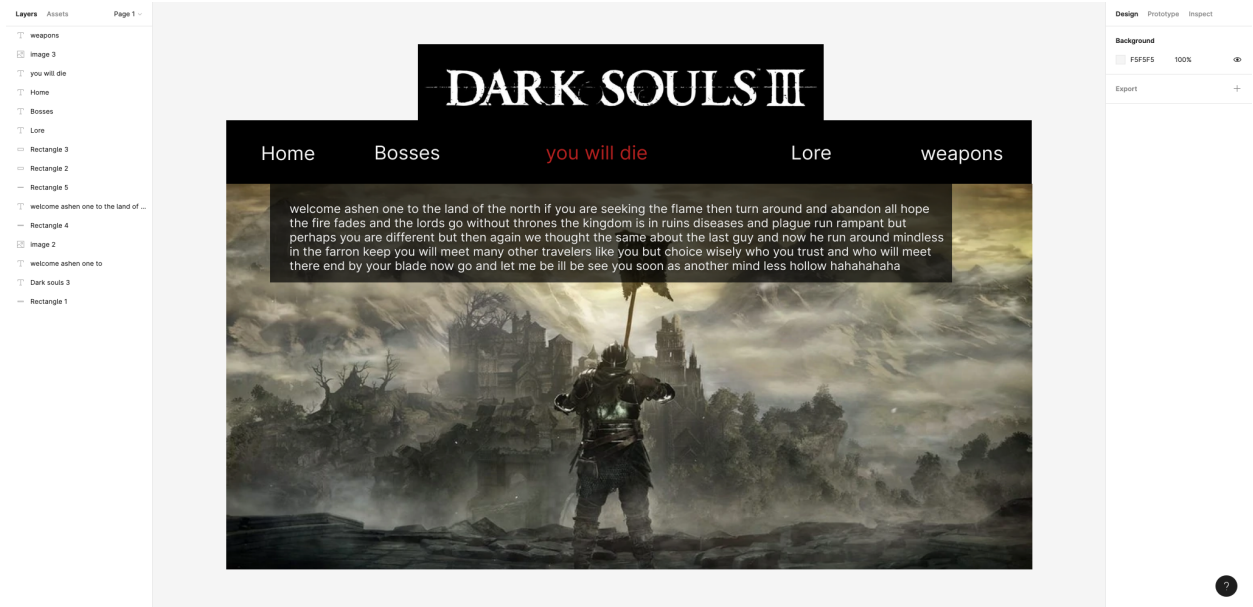 Layers Assets Page 1
weapons
image 3
you will die
Home
Bosses
Lore
Rectangle 3
Rectangle 2
Rectangle 5
welcome ashen one to the land of ...
Rectangle 4
image 2
welcome ashen one to
Dark souls 3
Rectangle 1
DARK SOULS III
Home Bosses you will die Lore weapons
welcome ashen one to the land of the north if you are seeking the flame then turn around and abandon all hope
the fire fades and the lords go without thrones the kingdom is in ruins diseases and plague run rampant but
perhaps you are different but then again we thought the same about the last guy and now he run around mindless
in the farron keep you will meet many other travelers like you but choice wisely who you trust and who will meet
there end by your blade now go and let me be ill be see you soon as another mind less hollow hahahahaha
Design Prototype Inspect
Background
F5F5F5 100%
Export
?